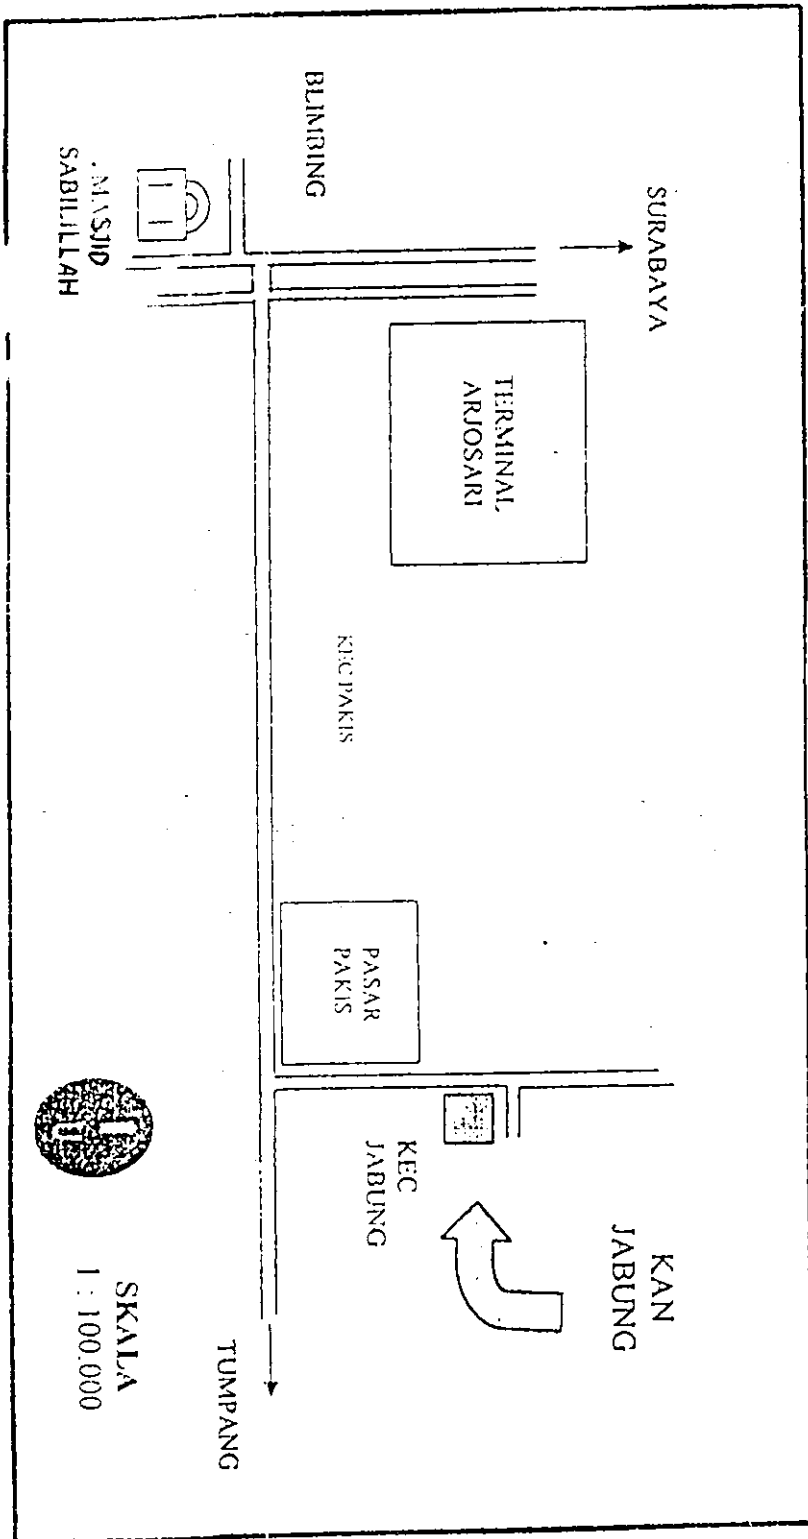 SURABAYA
BLIMBING
TERMINAL
ARJOSARI
MASJID
SABILILLAH
KEC PAKIS
PASAR
PAKIS
KAN
JABUNG
KEC
JABUNG
TUMPANG
SKALA
1 : 100.000